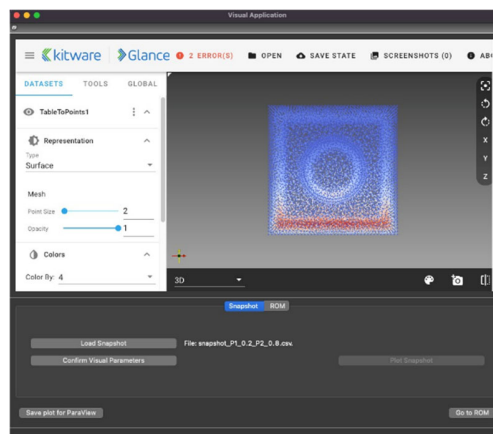 Visual Application
kitware Glance 2 ERROR(S) OPEN SAVE STATE SCREENSHOTS (0) ABO
DATASETS TOOLS GLOBAL
TableToPoints1
Representation
Type
Surface
Mesh
Point Size 2
Opacity 1
Colors
Color By: 4
X
Y
Z
3D
Snapshot ROM
Load Snapshot File: snapshot_P1_0.2_P2_0.8.csv.
Confirm Visual Parameters Plot Snapshot
Save plot for ParaView Go to ROM